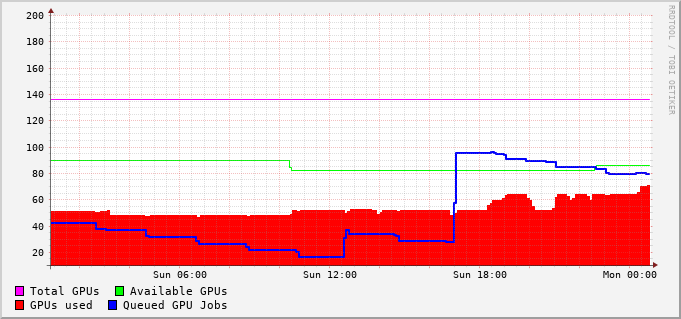 200
180
160
140
120
100
80
60
40
20
Sun 06:00 Sun 12:00 Sun 18:00 Mon 00:00
Total GPUs Available GPUs
GPUs used Queued GPU Jobs
RRDTOOL / TOBI OETIKER